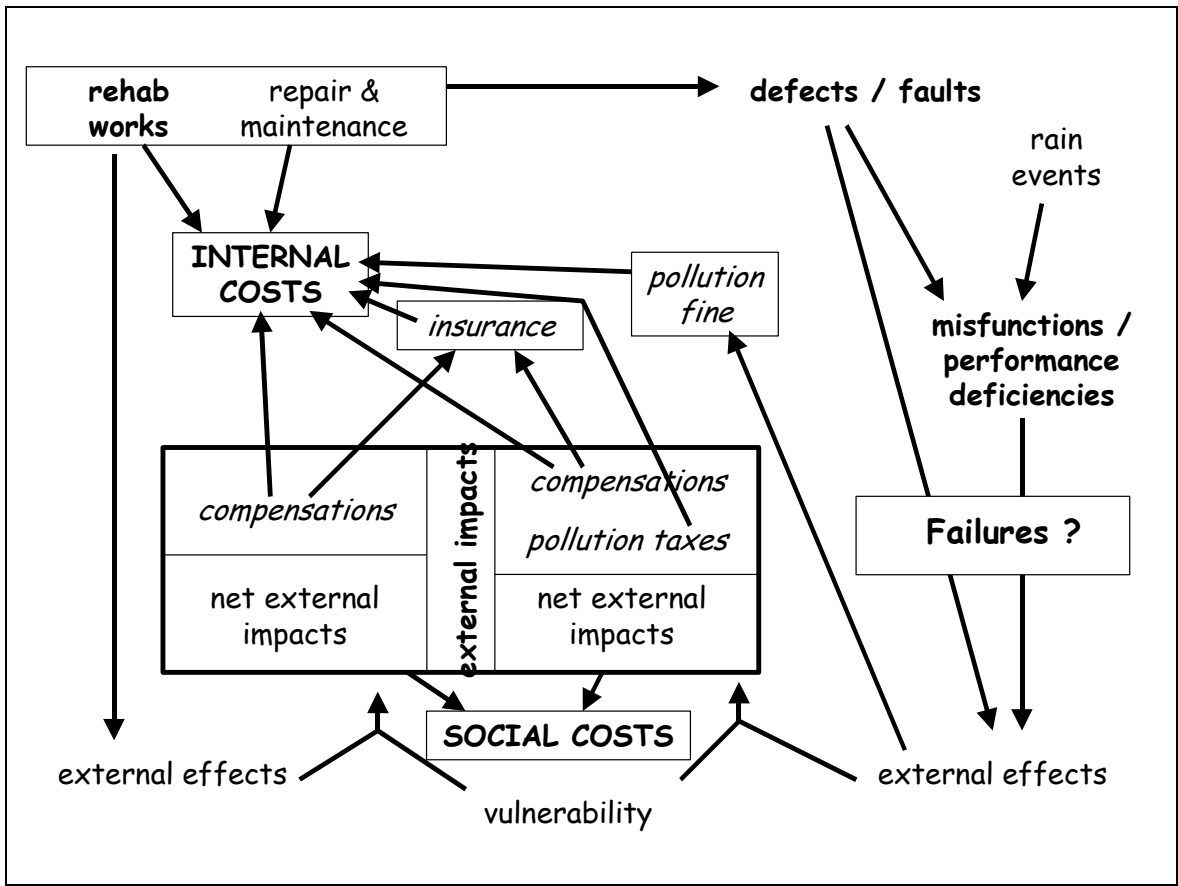 rehab
works
repair &
maintenance
defects / faults
rain
events
INTERNAL
COSTS
pollution
fine
insurance
misfunctions /
performance
deficiencies
compensations
external impacts
compensations
pollution taxes
Failures ?
net external
impacts
net external
impacts
SOCIAL COSTS
external effects
vulnerability
external effects